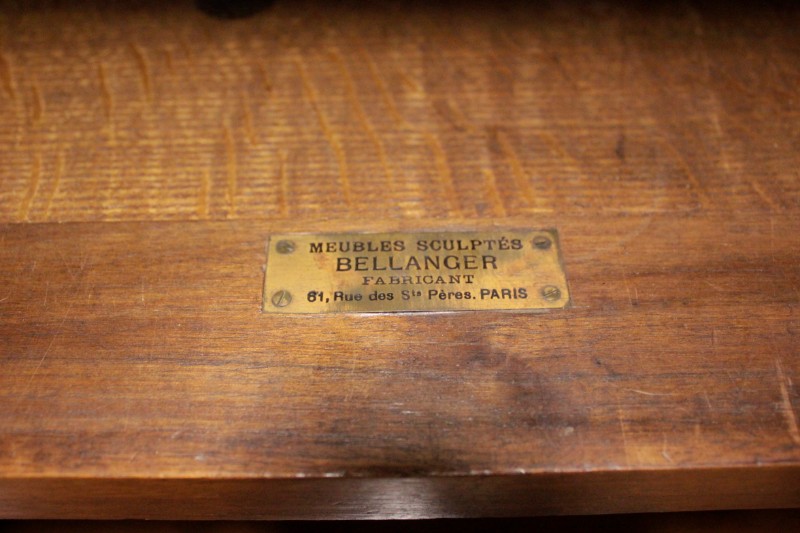 MEUBLES SCULPTÉS
BELLANGER
FABRICANT
61, Rue des Sts Pères. PARIS